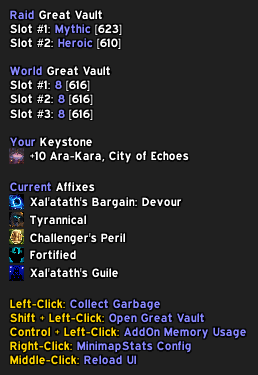 Raid Great Vault
Slot #1: Mythic [623]
Slot #2: Heroic [610]
World Great Vault
Slot #1: 8 [616]
Slot #2: 8 [616]
Slot #3: 8 [616]
Your Keystone
+10 Ara-Kara, City of Echoes
Current Affixes
Xal'atath's Bargain: Devour
Tyrannical
Challenger's Peril
Fortified
Xal'atath's Guile
Left-Click: Collect Garbage
Shift + Left-Click: Open Great Vault
Control + Left-Click: AddOn Memory Usage
Right-Click: MinimapStats Config
Middle-Click: Reload UI